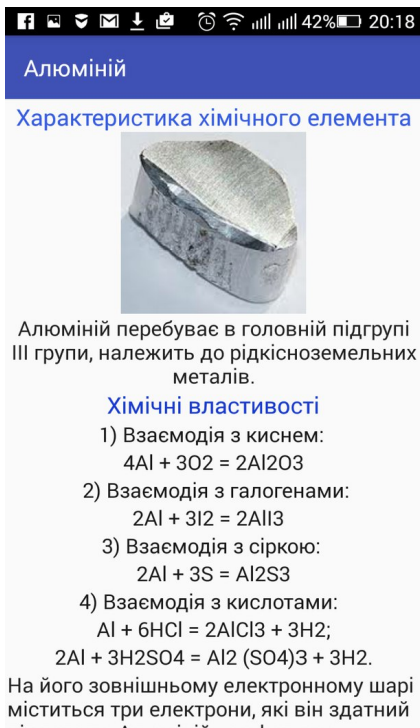 42% 20:18
Алюміній
Характеристика хімічного елемента
Алюміній перебуває в головній підгрупі
III групи, належить до рідкісноземельних
металів.
Хімічні властивості
1) Взаємодія з киснем:
4Al + 3O2 = 2Al2O3
2) Взаємодія з галогенами:
2Al + 3I2 = 2AlI3
3) Взаємодія з сіркою:
2Al + 3S = Al2S3
4) Взаємодія з кислотами:
Al + 6HCl = 2AlCl3 + 3H2;
2Al + 3H2SO4 = Al2 (SO4)3 + 3H2.
На його зовнішньому електронному шарі
міститься три електрони, які він здатний